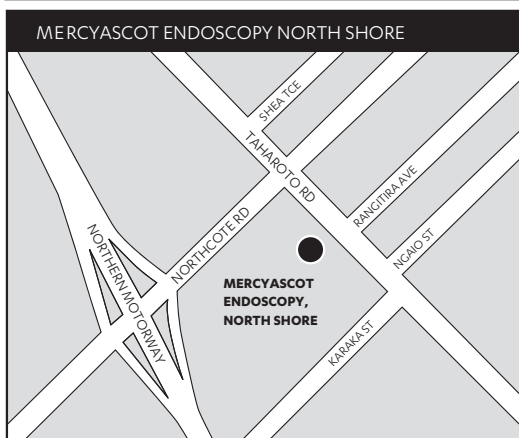 MERCYASCOT ENDOSCOPY NORTH SHORE
SHEA TCE
TAHAROTO RD
RANGITIRA AVE
NORTHCOTE RD
NGAIO ST
NORTHERN MOTORWAY
MERCYASCOT
ENDOSCOPY,
NORTH SHORE
KARAKA ST